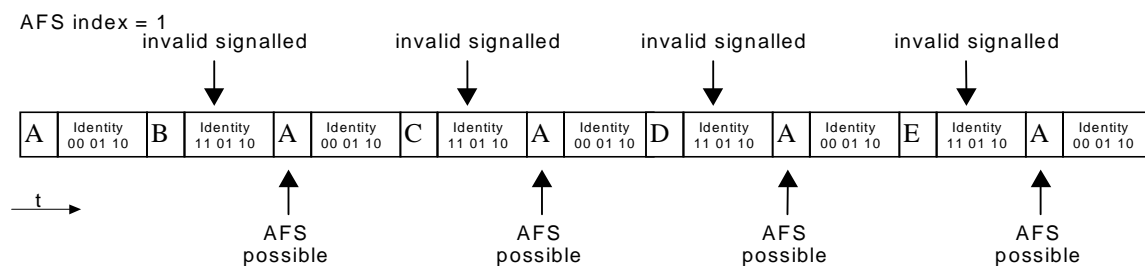 AFS index = 1
invalid signalled
invalid signalled
invalid signalled
invalid signalled
A
Identity
00 01 10
B
Identity
11 01 10
A
Identity
00 01 10
C
Identity
11 01 10
A
Identity
00 01 10
D
Identity
11 01 10
A
Identity
00 01 10
E
Identity
11 01 10
A
Identity
00 01 10
t
AFS
possible
AFS
possible
AFS
possible
AFS
possible